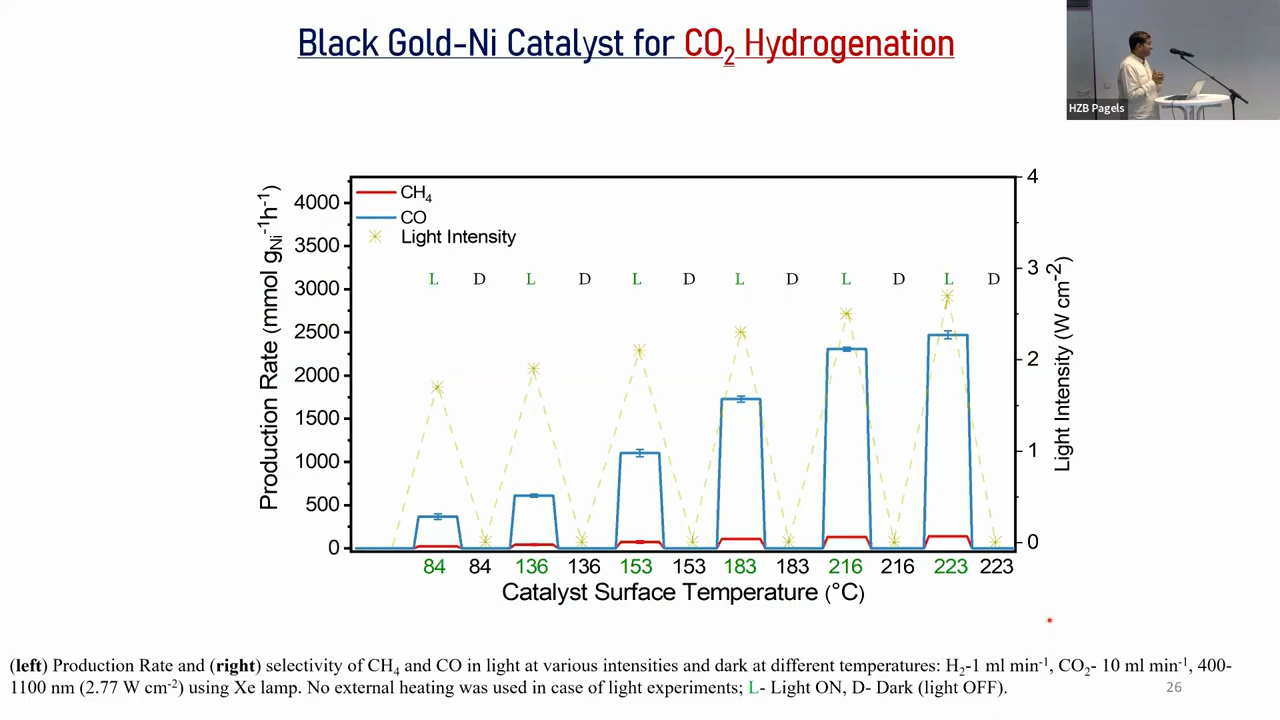 Black Gold-Ni Catalyst for CO₂ Hydrogenation
HZB Pagels
CH₄
CO
Light Intensity
Production Rate (mmol gNi⁻¹h⁻¹)
4000
3500
3000
2500
2000
1500
1000
500
0
L D L D L D L D L D L D
4
3
2
1
0
Light Intensity (W cm⁻²)
84 84 136 136 153 153 183 183 216 216 223 223
Catalyst Surface Temperature (°C)
(left) Production Rate and (right) selectivity of CH₄ and CO in light at various intensities and dark at different temperatures: H₂-1 ml min⁻¹, CO₂- 10 ml min⁻¹, 400-
1100 nm (2.77 W cm⁻²) using Xe lamp. No external heating was used in case of light experiments; L- Light ON, D- Dark (light OFF).
26